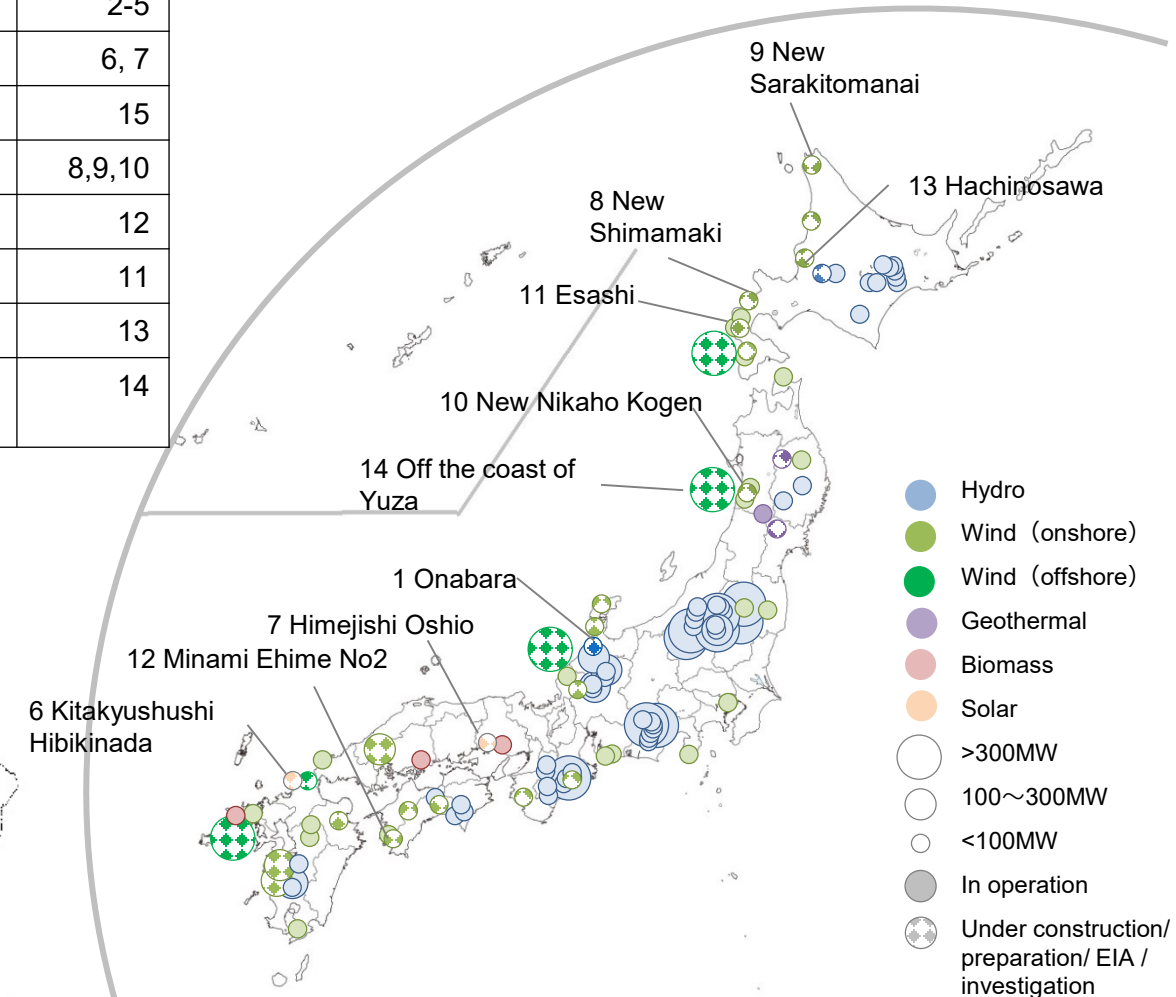 2-5
6, 7
15
8,9,10
12
11
13
14
9 New
Sarakitomanai
13 Hachinosawa
8 New
Shimamaki
11 Esashi
10 New Nikaho Kogen
14 Off the coast of
Yuza
1 Onabara
7 Himejishi Oshio
12 Minami Ehime No2
6 Kitakyushushi
Hibikinada
Hydro
Wind（onshore）
Wind（offshore）
Geothermal
Biomass
Solar
>300MW
100～300MW
<100MW
In operation
Under construction/
preparation/ EIA /
investigation